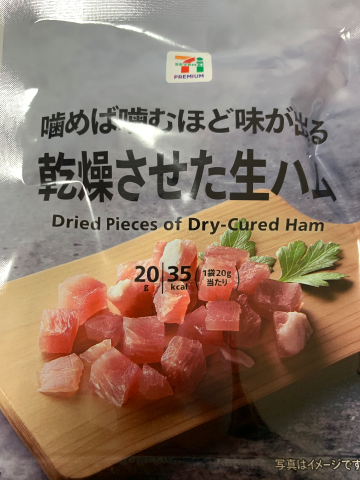 7i
PREMIUM
噛めば噛むほど味が出る
乾燥させた生ハム
Dried Pieces of Dry-Cured Ham
20g 35kcal (1袋20g当たり)
写真はイメージです